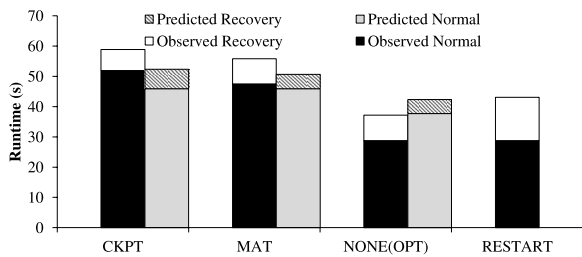 Runtime (s)
70
60
50
40
30
20
10
0
Predicted Recovery
Predicted Normal
Observed Recovery
Observed Normal
CKPT
MAT
NONE(OPT)
RESTART